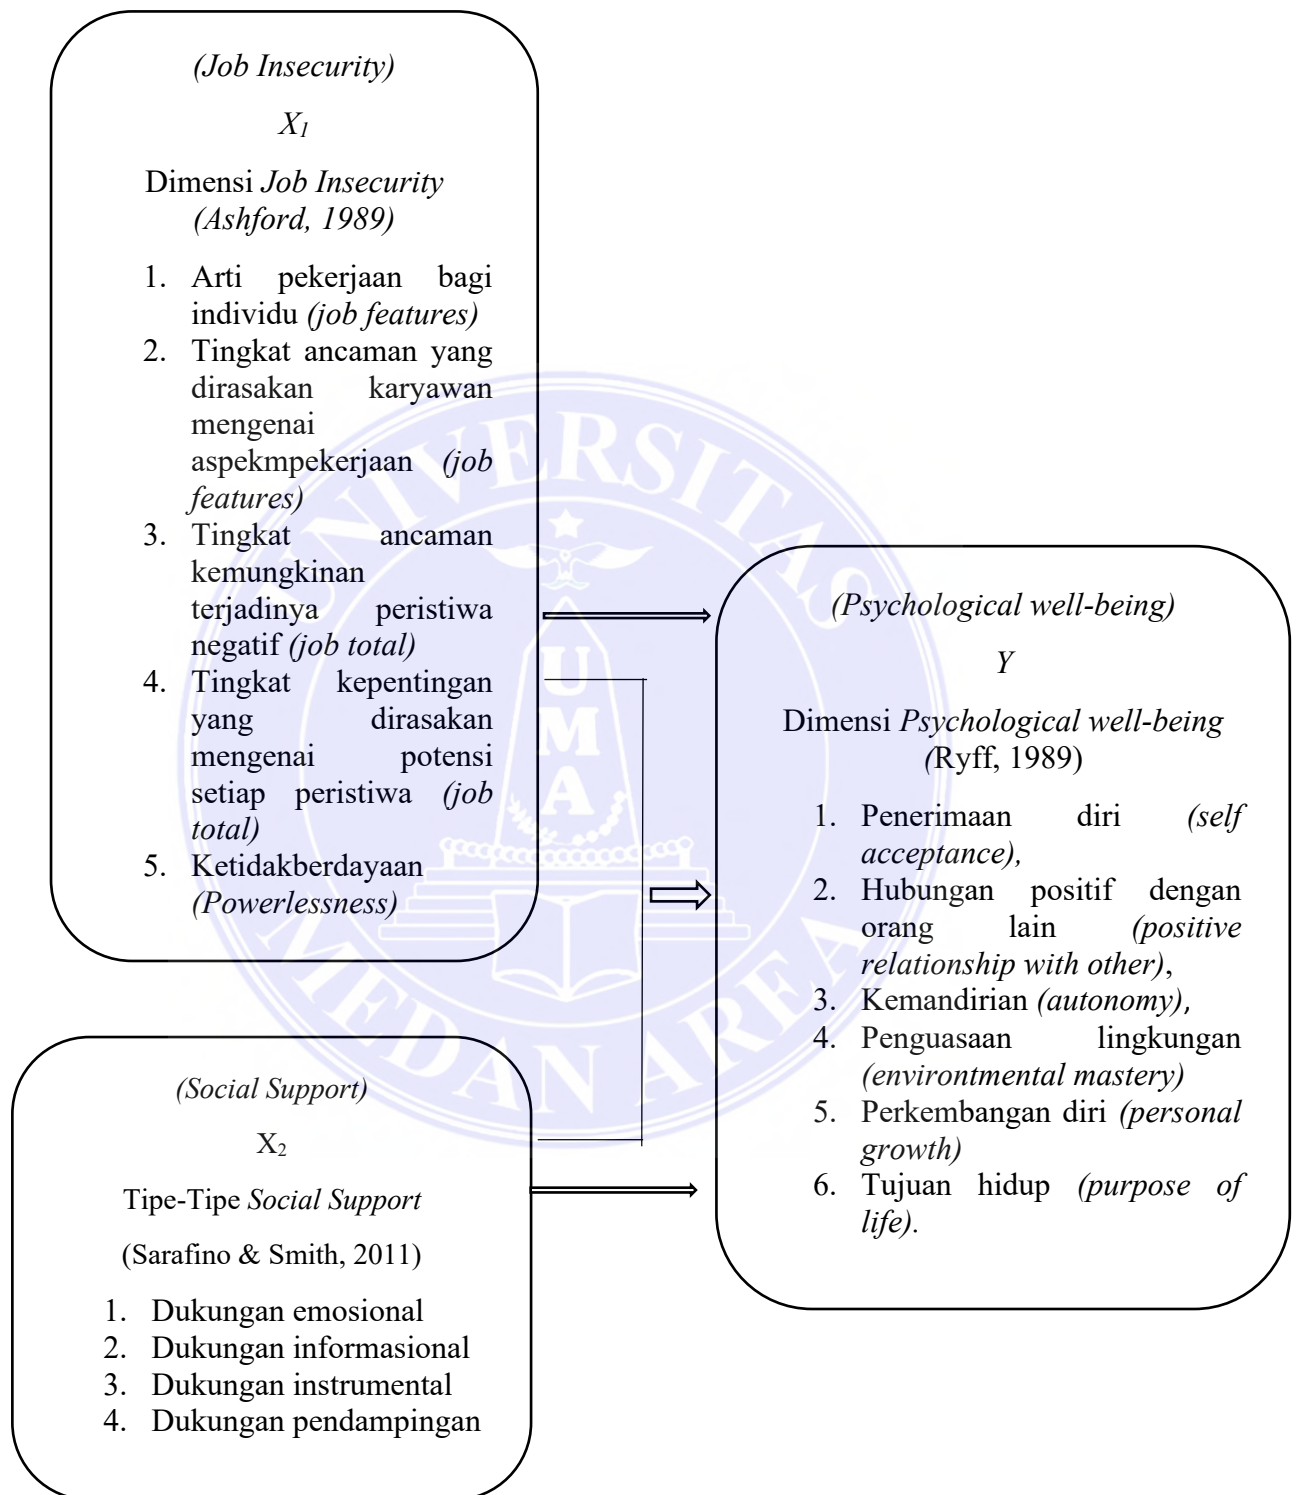 (Job Insecurity)
X1
Dimensi Job Insecurity
(Ashford, 1989)
1. Arti pekerjaan bagi
individu (job features)
2. Tingkat ancaman yang
dirasakan karyawan
mengenai
aspekmpekerjaan (job
features)
3. Tingkat ancaman
kemungkinan
terjadinya peristiwa
negatif (job total)
4. Tingkat kepentingan
yang dirasakan
mengenai potensi
setiap peristiwa (job
total)
5. Ketidakberdayaan
(Powerlessness)
(Social Support)
X2
Tipe-Tipe Social Support
(Sarafino & Smith, 2011)
1. Dukungan emosional
2. Dukungan informasional
3. Dukungan instrumental
4. Dukungan pendampingan
(Psychological well-being)
Y
Dimensi Psychological well-being
(Ryff, 1989)
1. Penerimaan diri (self
acceptance),
2. Hubungan positif dengan
orang lain (positive
relationship with other),
3. Kemandirian (autonomy),
4. Penguasaan lingkungan
(environtmental mastery)
5. Perkembangan diri (personal
growth)
6. Tujuan hidup (purpose of
life).
UNIVERSITAS
MEDAN AREA
UMA